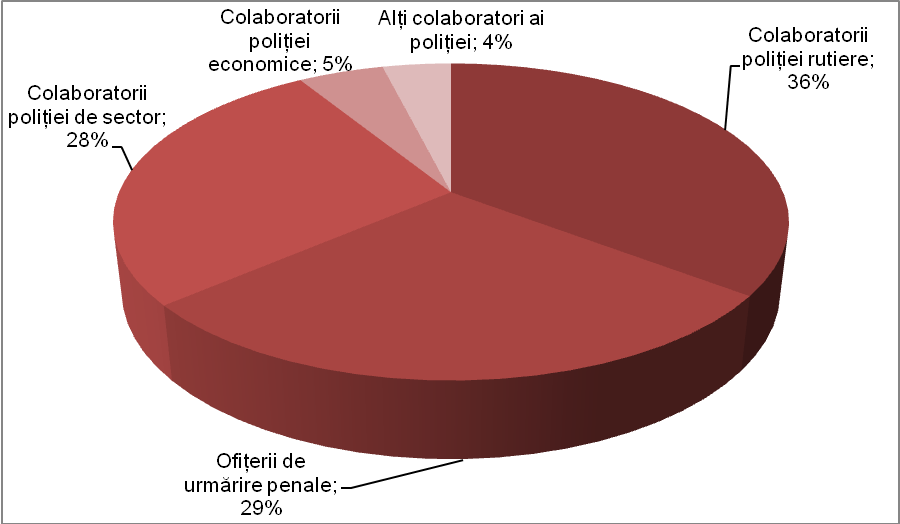 Colaboratorii
poliției
economice; 5%
Alți colaboratori ai
poliției; 4%
Colaboratorii
poliției rutiere;
36%
Colaboratorii
poliției de sector;
28%
Ofițerii de
urmărire penale;
29%